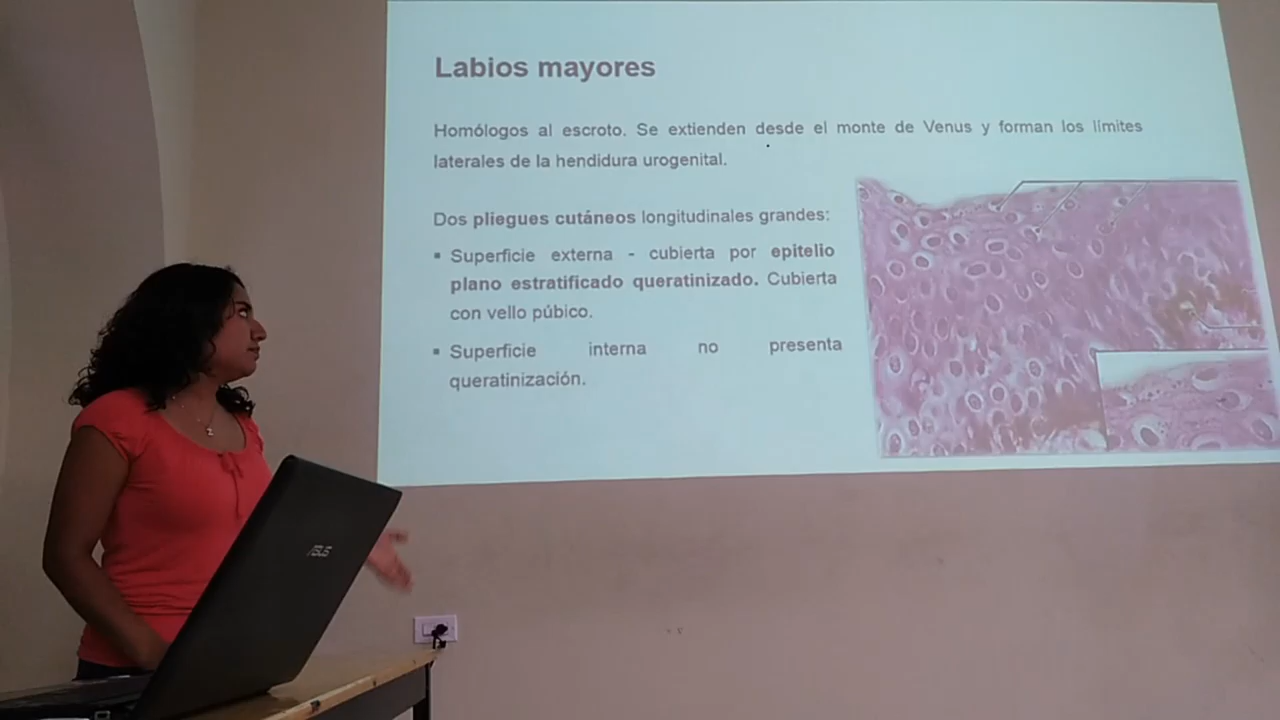 Labios mayores
Homólogos al escroto. Se extienden desde el monte de Venus y forman los límites
laterales de la hendidura urogenital.
Dos pliegues cutáneos longitudinales grandes:
▪ Superficie externa - cubierta por epitelio
plano estratificado queratinizado. Cubierta
con vello púbico.
▪ Superficie interna no presenta
queratinización.
ASUS